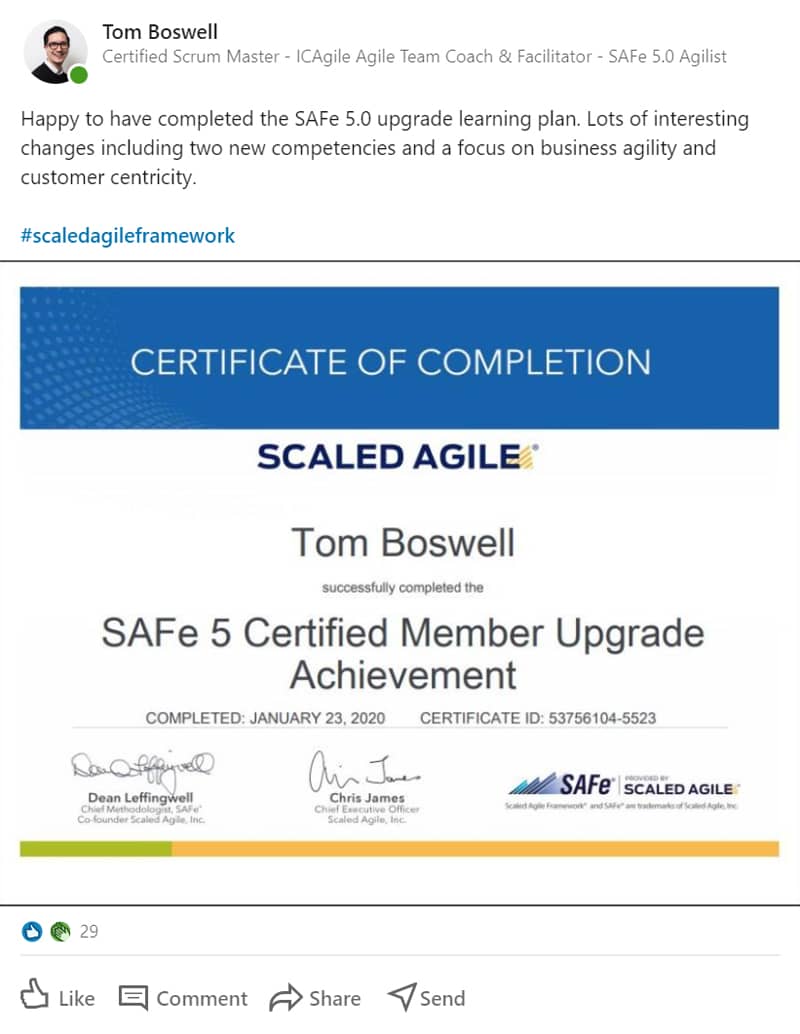 Tom Boswell
Certified Scrum Master - ICAgile Agile Team Coach & Facilitator - SAFe 5.0 Agilist
Happy to have completed the SAFe 5.0 upgrade learning plan. Lots of interesting
changes including two new competencies and a focus on business agility and
customer centricity.
#scaledagileframework
CERTIFICATE OF COMPLETION
SCALED AGILE®
Tom Boswell
successfully completed the
SAFe 5 Certified Member Upgrade
Achievement
COMPLETED: JANUARY 23, 2020 CERTIFICATE ID: 53756104-5523
Dean Leffingwell
Chris James
Dean Leffingwell
Chief Methodologist, SAFe®
Co-founder Scaled Agile, Inc.
Chris James
Chief Executive Officer
Scaled Agile, Inc.
SAFe® PROVIDED BY
SCALED AGILE®
Scaled Agile Framework® and SAFe® are trademarks of Scaled Agile, Inc.
29
Like Comment Share Send